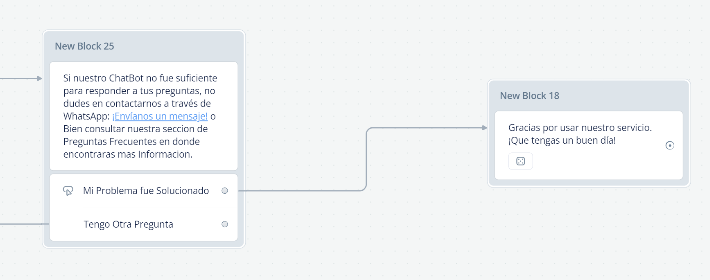 New Block 25
Si nuestro ChatBot no fue suficiente
para responder a tus preguntas, no
dudes en contactarnos a través de
WhatsApp: ¡Envíanos un mensaje! o
Bien consultar nuestra seccion de
Preguntas Frecuentes en donde
encontraras mas informacion.
Mi Problema fue Solucionado
Tengo Otra Pregunta
New Block 18
Gracias por usar nuestro servicio.
¡Que tengas un buen día!